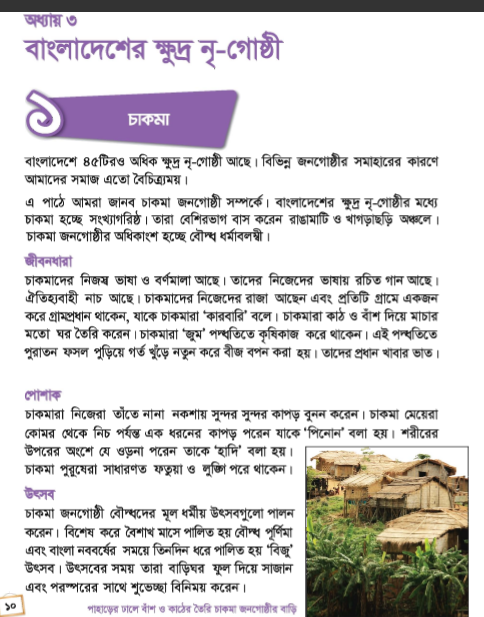 অধ্যায় ৩
বাংলাদেশের ক্ষুদ্র নৃ-গোষ্ঠী
১
চাকমা
বাংলাদেশে ৪৫টিরও অধিক ক্ষুদ্র নৃ-গোষ্ঠী আছে। বিভিন্ন জনগোষ্ঠীর সমাহারের কারণে
আমাদের সমাজ এতো বৈচিত্র্যময়।
এ পাঠে আমরা জানব চাকমা জনগোষ্ঠী সম্পর্কে। বাংলাদেশের ক্ষুদ্র নৃ-গোষ্ঠীর মধ্যে
চাকমা হচ্ছে সংখ্যাগরিষ্ঠ। তারা বেশিরভাগ বাস করেন রাঙামাটি ও খাগড়াছড়ি অঞ্চলে।
চাকমা জনগোষ্ঠীর অধিকাংশ হচ্ছে বৌদ্ধ ধর্মাবলম্বী।
জীবনধারা
চাকমাদের নিজস্ব ভাষা ও বর্ণমালা আছে। তাদের নিজেদের ভাষায় রচিত গান আছে।
ঐতিহ্যবাহী নাচ আছে। চাকমাদের নিজেদের রাজা আছেন এবং প্রতিটি গ্রামে একজন
করে গ্রামপ্রধান থাকেন, যাকে চাকমারা ‘কারবারি’ বলে। চাকমারা কাঠ ও বাঁশ দিয়ে মাচার
মতো ঘর তৈরি করেন। চাকমারা ‘জুম’ পদ্ধতিতে কৃষিকাজ করে থাকেন। এই পদ্ধতিতে
পুরাতন ফসল পুড়িয়ে গর্ত খুঁড়ে নতুন করে বীজ বপন করা হয়। তাদের প্রধান খাবার ভাত।
পোশাক
চাকমারা নিজেরা তাঁতে নানা নকশায় সুন্দর সুন্দর কাপড় বুনন করেন। চাকমা মেয়েরা
কোমর থেকে নিচ পর্যন্ত এক ধরনের কাপড় পরেন যাকে ‘পিনোন’ বলা হয়। শরীরের
উপরের অংশে যে ওড়না পরেন তাকে ‘হাদি’ বলা হয়।
চাকমা পুরুষেরা সাধারণত ফতুয়া ও লুঙ্গি পরে থাকেন।
উৎসব
চাকমা জনগোষ্ঠী বৌদ্ধদের মূল ধর্মীয় উৎসবগুলো পালন
করেন। বিশেষ করে বৈশাখ মাসে পালিত হয় বৌদ্ধ পূর্ণিমা
এবং বাংলা নববর্ষের সময়ে তিনদিন ধরে পালিত হয় ‘বিজু’
উৎসব। উৎসবের সময় তারা বাড়িঘর ফুল দিয়ে সাজান
এবং পরস্পরের সাথে শুভেচ্ছা বিনিময় করেন।
১০
পাহাড়ের ঢালে বাঁশ ও কাঠের তৈরি চাকমা জনগোষ্ঠীর বাড়ি